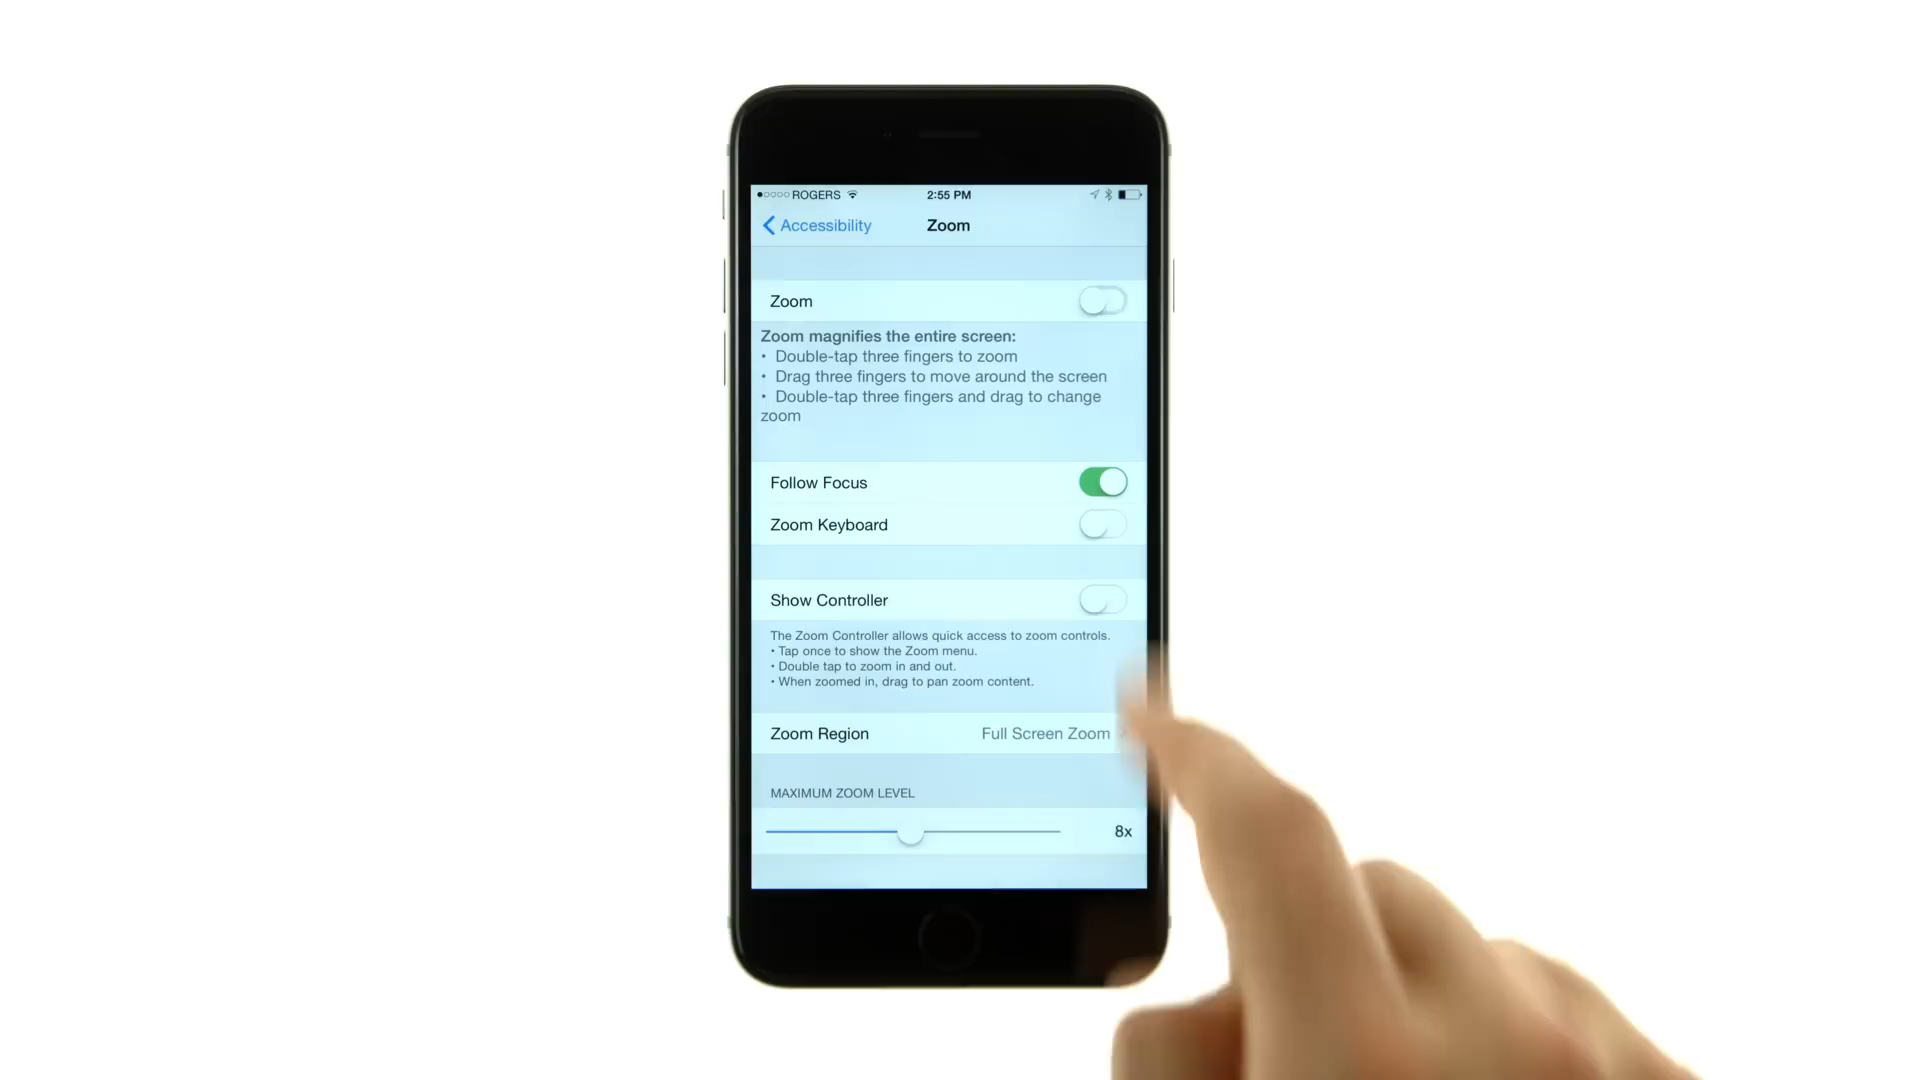 ROGERS 2:55 PM
Accessibility Zoom
Zoom
Zoom magnifies the entire screen:
• Double-tap three fingers to zoom
• Drag three fingers to move around the screen
• Double-tap three fingers and drag to change
zoom
Follow Focus
Zoom Keyboard
Show Controller
The Zoom Controller allows quick access to zoom controls.
• Tap once to show the Zoom menu.
• Double tap to zoom in and out.
• When zoomed in, drag to pan zoom content.
Zoom Region Full Screen Zoom
MAXIMUM ZOOM LEVEL
8x